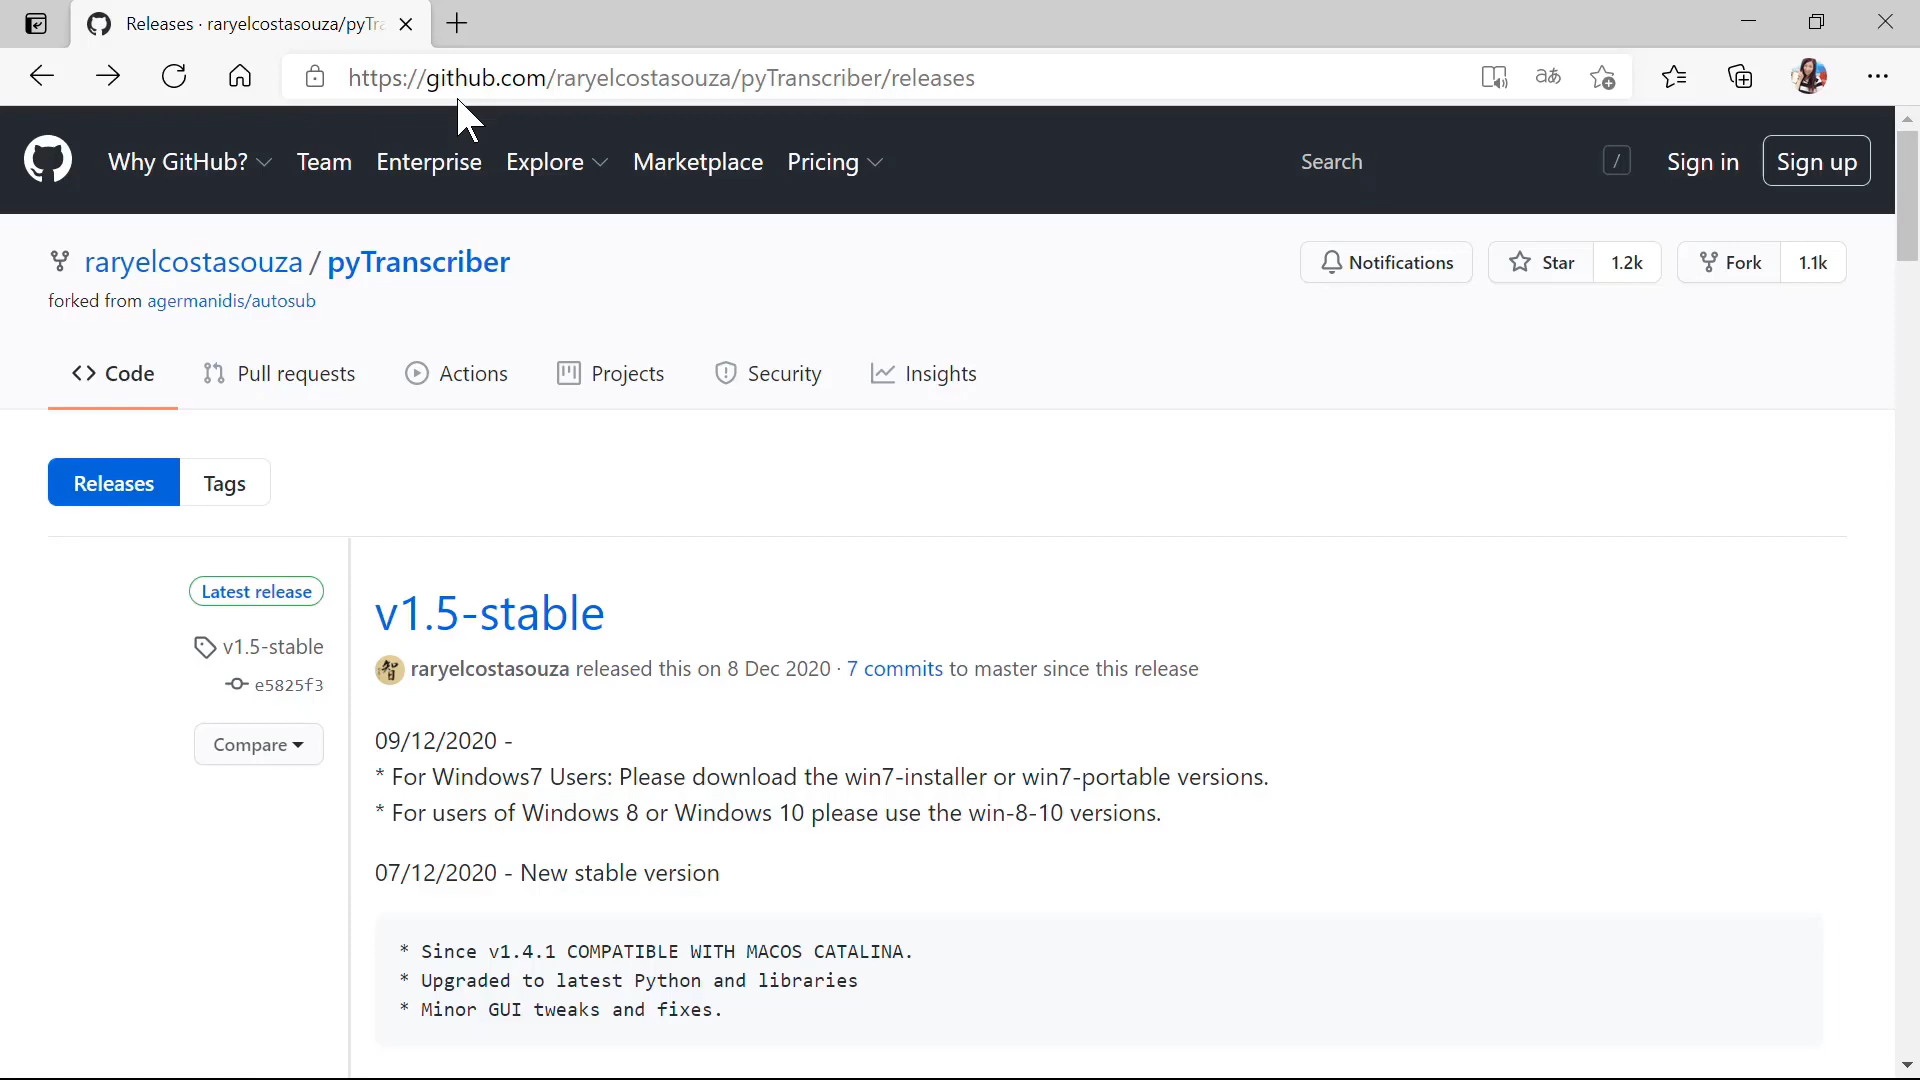 Releases · raryelcostasouza/pyTra
https://github.com/raryelcostasouza/pyTranscriber/releases
aあ
Why GitHub? Team Enterprise Explore Marketplace Pricing Search / Sign in Sign up
raryelcostasouza / pyTranscriber
Notifications Star 1.2k Fork 1.1k
forked from agermanidis/autosub
Code Pull requests Actions Projects Security Insights
Releases Tags
Latest release
v1.5-stable
e5825f3
Compare
v1.5-stable
智 raryelcostasouza released this on 8 Dec 2020 · 7 commits to master since this release
09/12/2020 -
* For Windows7 Users: Please download the win7-installer or win7-portable versions.
* For users of Windows 8 or Windows 10 please use the win-8-10 versions.
07/12/2020 - New stable version
* Since v1.4.1 COMPATIBLE WITH MACOS CATALINA.
* Upgraded to latest Python and libraries
* Minor GUI tweaks and fixes.